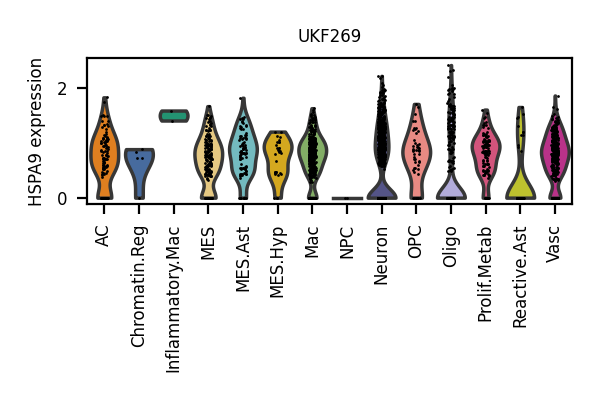 UKF269
HSPA9 expression
2
0
AC
Chromatin.Reg
Inflammatory.Mac
MES
MES.Ast
MES.Hyp
Mac
NPC
Neuron
OPC
Oligo
Prolif.Metab
Reactive.Ast
Vasc